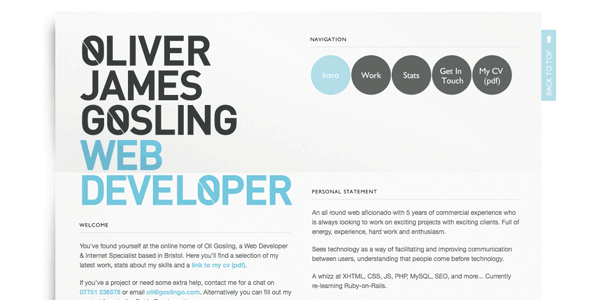 OLIVER
JAMES
GOSLING
WEB
DEVELOPER
NAVIGATION
Intro
Work
Stats
Get In
Touch
My CV
(pdf)
BACK TO TOP
WELCOME
You've found yourself at the online home of Oli Gosling, a Web Developer
& Internet Specialist based in Bristol. Here you'll find a selection of my
latest work, stats about my skills and a link to my cv (pdf).
If you've a project or need some extra help, contact me for a chat on
07751 236078 or email oli@goslingo.com. Alternatively you can fill out my
PERSONAL STATEMENT
An all round web aficionado with 5 years of commercial experience who
is always looking to work on exciting projects with exciting clients. Full of
energy, experience, hard work and enthusiasm.
Sees technology as a way of facilitating and improving communication
between users, understanding that people come before technology.
A whizz at XHTML, CSS, JS, PHP, MySQL, SEO, and more... Currently
re-learning Ruby-on-Rails.